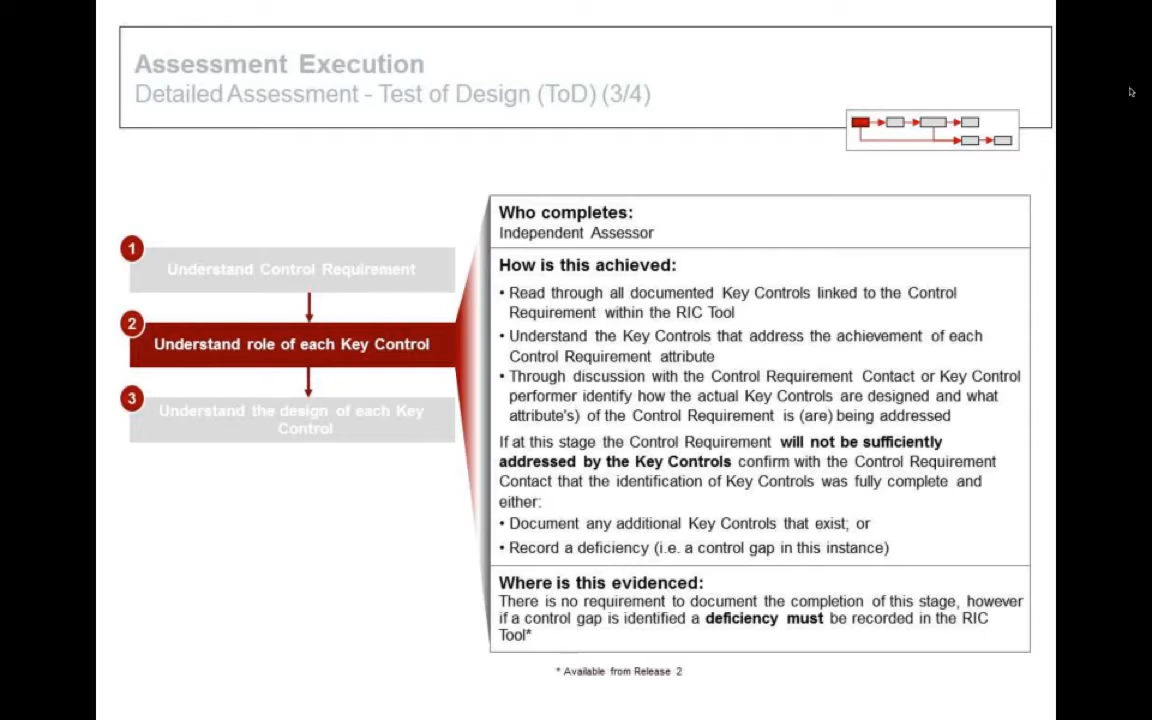 Assessment Execution
Detailed Assessment - Test of Design (ToD) (3/4)
1
Understand Control Requirement
2
Understand role of each Key Control
3
Understand the design of each Key
Control
Who completes:
Independent Assessor
How is this achieved:
• Read through all documented Key Controls linked to the Control
Requirement within the RIC Tool
• Understand the Key Controls that address the achievement of each
Control Requirement attribute
• Through discussion with the Control Requirement Contact or Key Control
performer identify how the actual Key Controls are designed and what
attribute's) of the Control Requirement is (are) being addressed
If at this stage the Control Requirement will not be sufficiently
addressed by the Key Controls confirm with the Control Requirement
Contact that the identification of Key Controls was fully complete and
either:
• Document any additional Key Controls that exist; or
• Record a deficiency (i.e. a control gap in this instance)
Where is this evidenced:
There is no requirement to document the completion of this stage, however
if a control gap is identified a deficiency must be recorded in the RIC
Tool*
* Available from Release 2